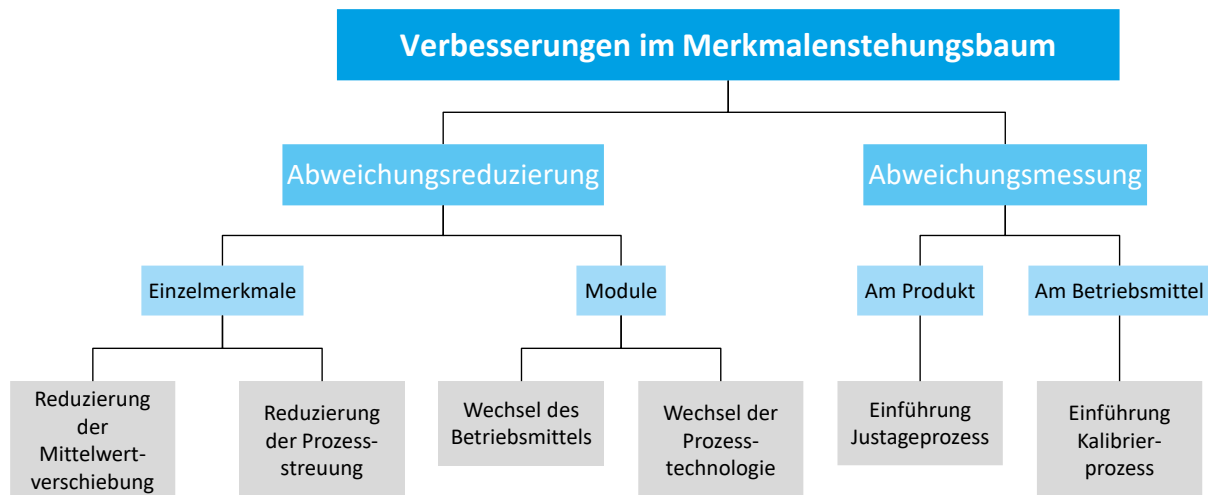 Verbesserungen im Merkmalenstehungsbaum
Abweichungsreduzierung
Abweichungsmessung
Einzelmerkmale
Module
Am Produkt
Am Betriebsmittel
Reduzierung
der
Mittelwert-
verschiebung
Reduzierung
der Prozess-
streuung
Wechsel des
Betriebsmittels
Wechsel der
Prozess-
technologie
Einführung
Justageprozess
Einführung
Kalibrier-
prozess